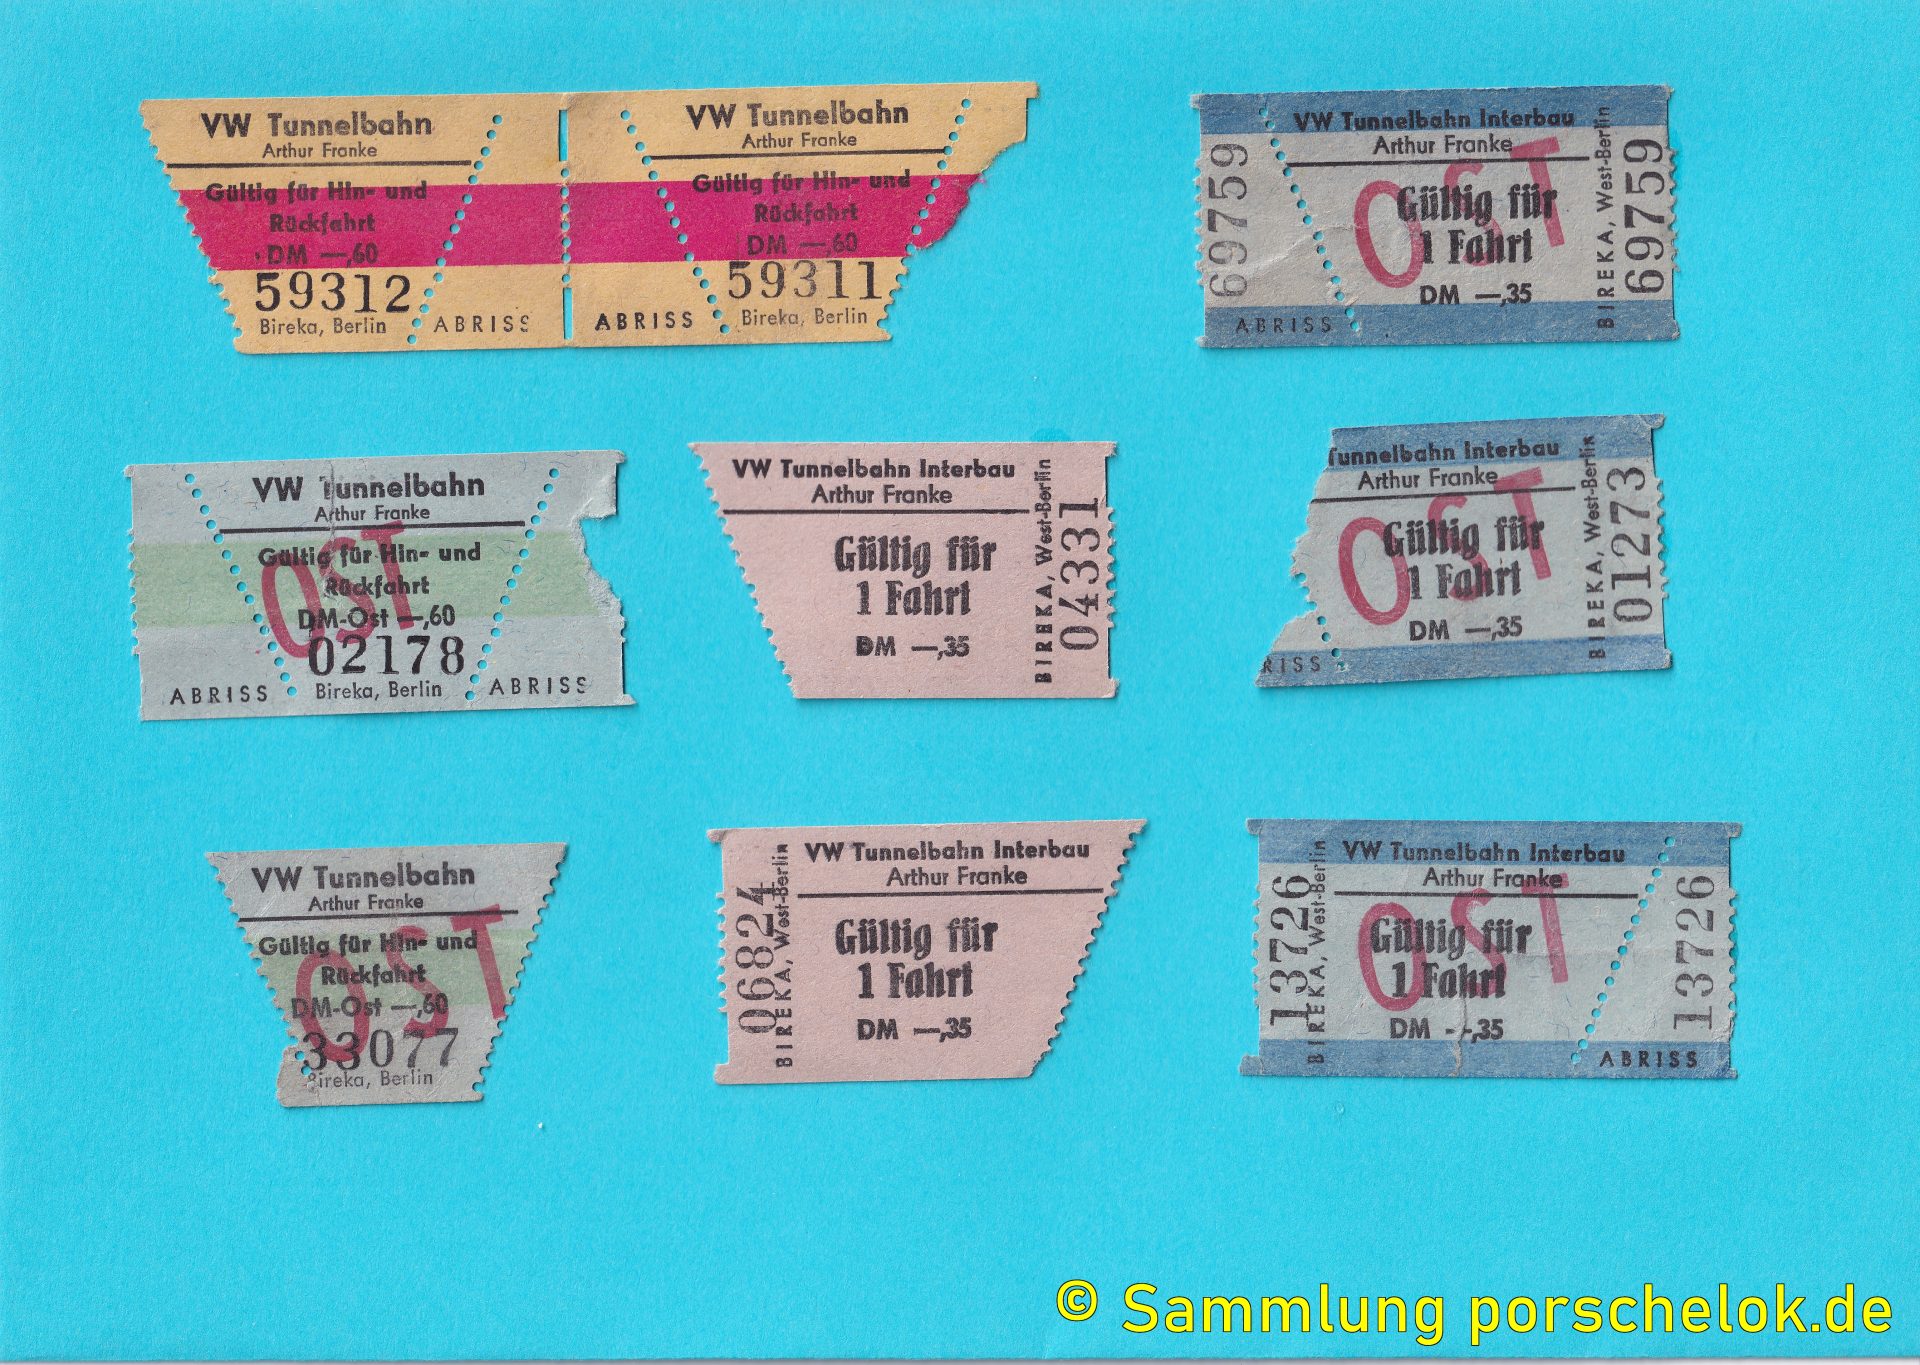 VW Tunnelbahn
Arthur Franke
Gültig für Hin- und
Rückfahrt
DM —,60
59312
Bireka, Berlin
ABRISS
VW Tunnelbahn
Arthur Franke
Gültig für Hin- und
Rückfahrt
DM —,60
59311
ABRISS
Bireka, Berlin
69759
VW Tunnelbahn Interbau
Arthur Franke
OST
Gültig für
1 Fahrt
DM —,35
ABRISS
BIREKA, West-Berlin
69759
VW Tunnelbahn
Arthur Franke
OST
Gültig für Hin- und
Rückfahrt
DM-Ost —,60
02178
ABRISS
Bireka, Berlin
ABRISS
VW Tunnelbahn Interbau
Arthur Franke
Gültig für
1 Fahrt
DM —,35
BIREKA, West-Berlin
04331
Tunnelbahn Interbau
Arthur Franke
OST
Gültig für
1 Fahrt
DM —,35
RISS
BIREKA, West-Berlin
01273
VW Tunnelbahn
Arthur Franke
OST
Gültig für Hin- und
Rückfahrt
DM-Ost —,60
33077
Bireka, Berlin
06824
BIREKA, West-Berlin
VW Tunnelbahn Interbau
Arthur Franke
Gültig für
1 Fahrt
DM —,35
13726
BIREKA, West-Berlin
VW Tunnelbahn Interbau
Arthur Franke
OST
Gültig für
1 Fahrt
DM —,35
ABRISS
13726
© Sammlung porschelok.de